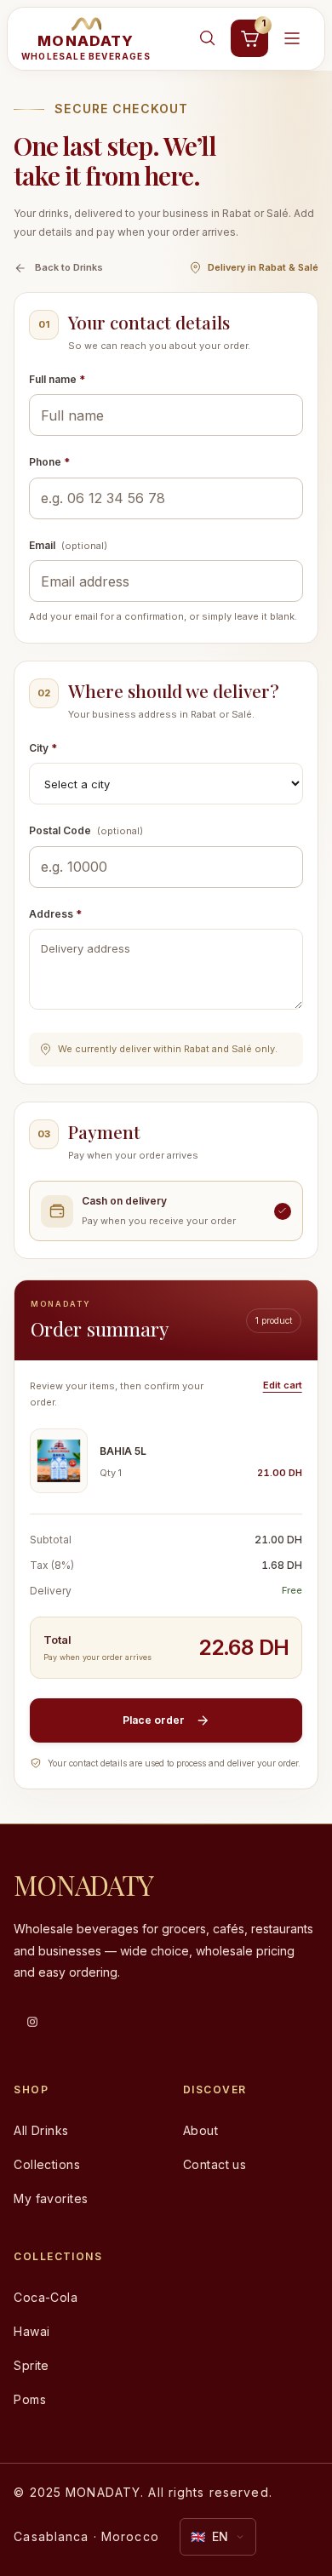 MONADATY
WHOLESALE BEVERAGES
1
SECURE CHECKOUT
One last step. We’ll
take it from here.
Your drinks, delivered to your business in Rabat or Salé. Add
your details and pay when your order arrives.
Back to Drinks
Delivery in Rabat & Salé
01
Your contact details
So we can reach you about your order.
Full name *
Full name
Phone *
e.g. 06 12 34 56 78
Email (optional)
Email address
Add your email for a confirmation, or simply leave it blank.
02
Where should we deliver?
Your business address in Rabat or Salé.
City *
Select a city
Postal Code (optional)
e.g. 10000
Address *
Delivery address
We currently deliver within Rabat and Salé only.
03
Payment
Pay when your order arrives
Cash on delivery
Pay when you receive your order
MONADATY
Order summary
1 product
Review your items, then confirm your
order.
Edit cart
BAHIA 5L
Qty 1
21.00 DH
Subtotal
21.00 DH
Tax (8%)
1.68 DH
Delivery
Free
Total
Pay when your order arrives
22.68 DH
Place order
Your contact details are used to process and deliver your order.
MONADATY
Wholesale beverages for grocers, cafés, restaurants
and businesses — wide choice, wholesale pricing
and easy ordering.
SHOP
DISCOVER
All Drinks
About
Collections
Contact us
My favorites
COLLECTIONS
Coca-Cola
Hawai
Sprite
Poms
© 2025 MONADATY. All rights reserved.
Casablanca · Morocco
EN